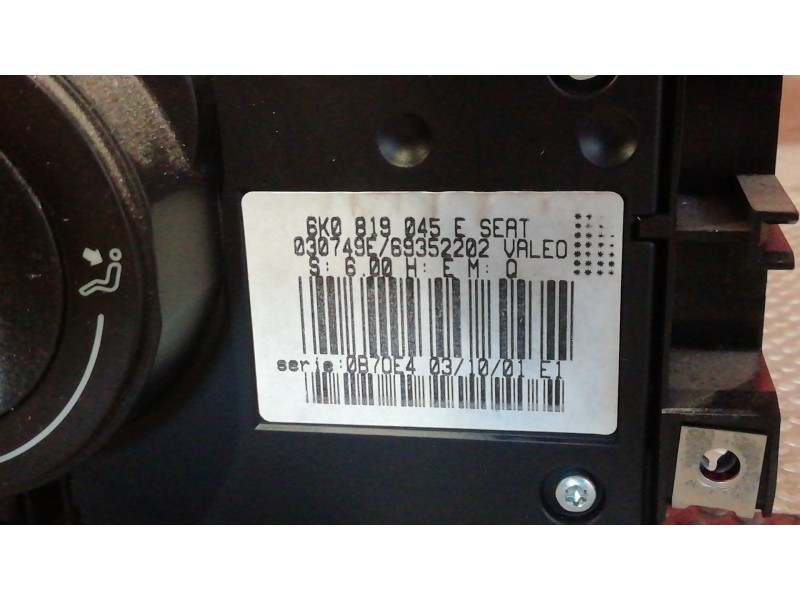 6K0 819 045 E SEAT
030749E/69352202 VALEO
S: 6.00 H: E M: Q
serie:0B70E4 03/10/01 E1